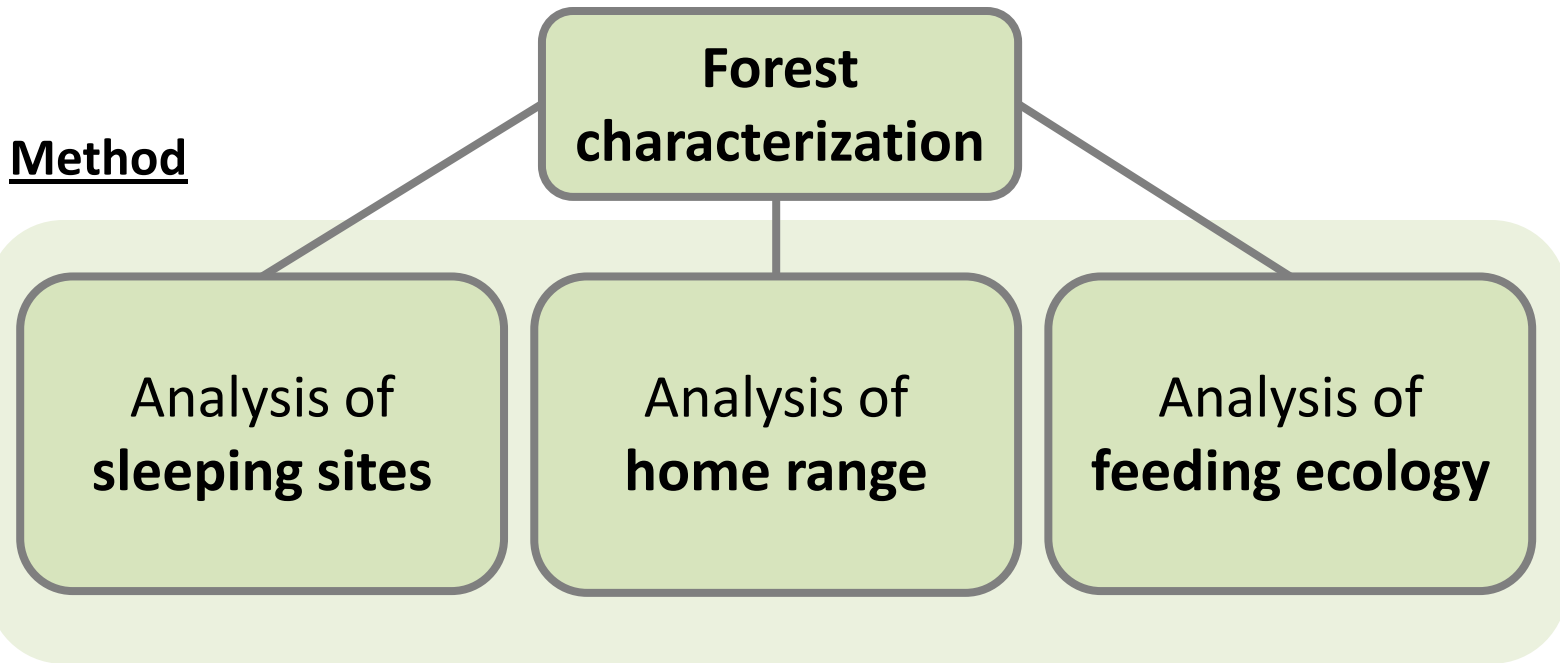 Forest
characterization
Method
Analysis of
sleeping sites
Analysis of
home range
Analysis of
feeding ecology